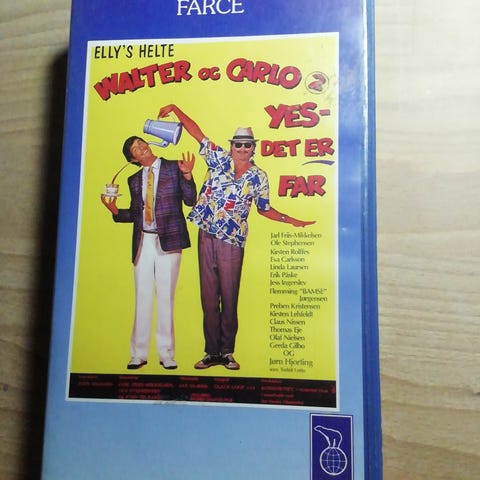 FARCE
ELLY'S HELTE
WALTER OG CARLO 2
YES-
DET ER
FAR
Jarl Friis-Mikkelsen
Ole Stephensen
Kirsten Rolffes
Eva Carlsson
Linda Laursen
Erik Paaske
Jess Ingerslev
Flemming "BAMSE"
Jørgensen
Preben Kristensen
Kirsten Lehfeldt
Claus Nissen
Thomas Eje
Olaf Nielsen
Gerda Gilbo
OG
Jørn Hjorting